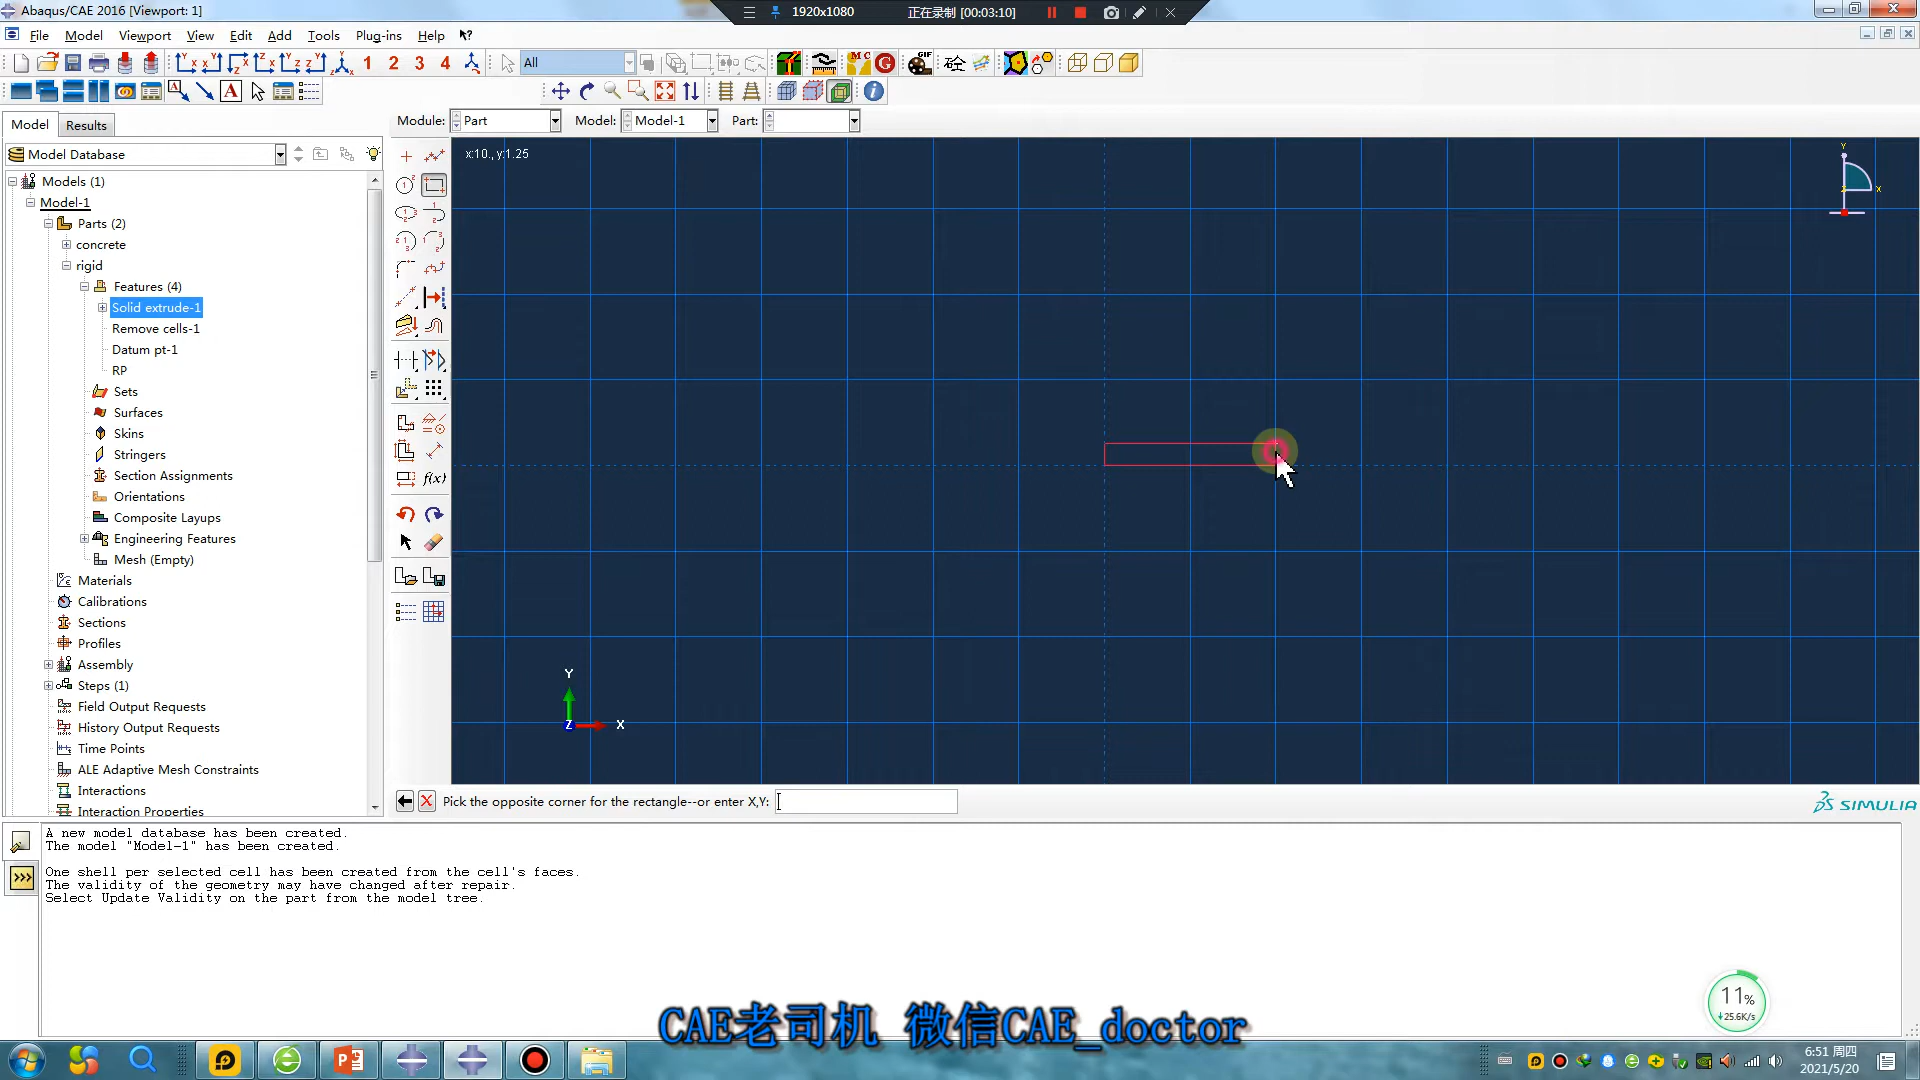 Abaqus/CAE 2016 [Viewport: 1]
1920x1080
正在录制 [00:03:10]
File Model Viewport View Edit Add Tools Plug-ins Help
1 2 3 4
All
Module: Part Model: Model-1 Part:
Model Results
Model Database
x:10., y:1.25
Models (1)
Model-1
Parts (2)
concrete
rigid
Features (4)
Solid extrude-1
Remove cells-1
Datum pt-1
RP
Sets
Surfaces
Skins
Stringers
Section Assignments
Orientations
Composite Layups
Engineering Features
Mesh (Empty)
Materials
Calibrations
Sections
Profiles
Assembly
Steps (1)
Field Output Requests
History Output Requests
Time Points
ALE Adaptive Mesh Constraints
Interactions
Interaction Properties
Y
X
Y
Z
X
Pick the opposite corner for the rectangle--or enter X,Y:
SIMULIA
A new model database has been created.
The model "Model-1" has been created.
One shell per selected cell has been created from the cell's faces.
The validity of the geometry may have changed after repair.
Select Update Validity on the part from the model tree.
11%
↓25.6K/s
CAE老司机 微信CAE_doctor
6:51 周四
2021/5/20